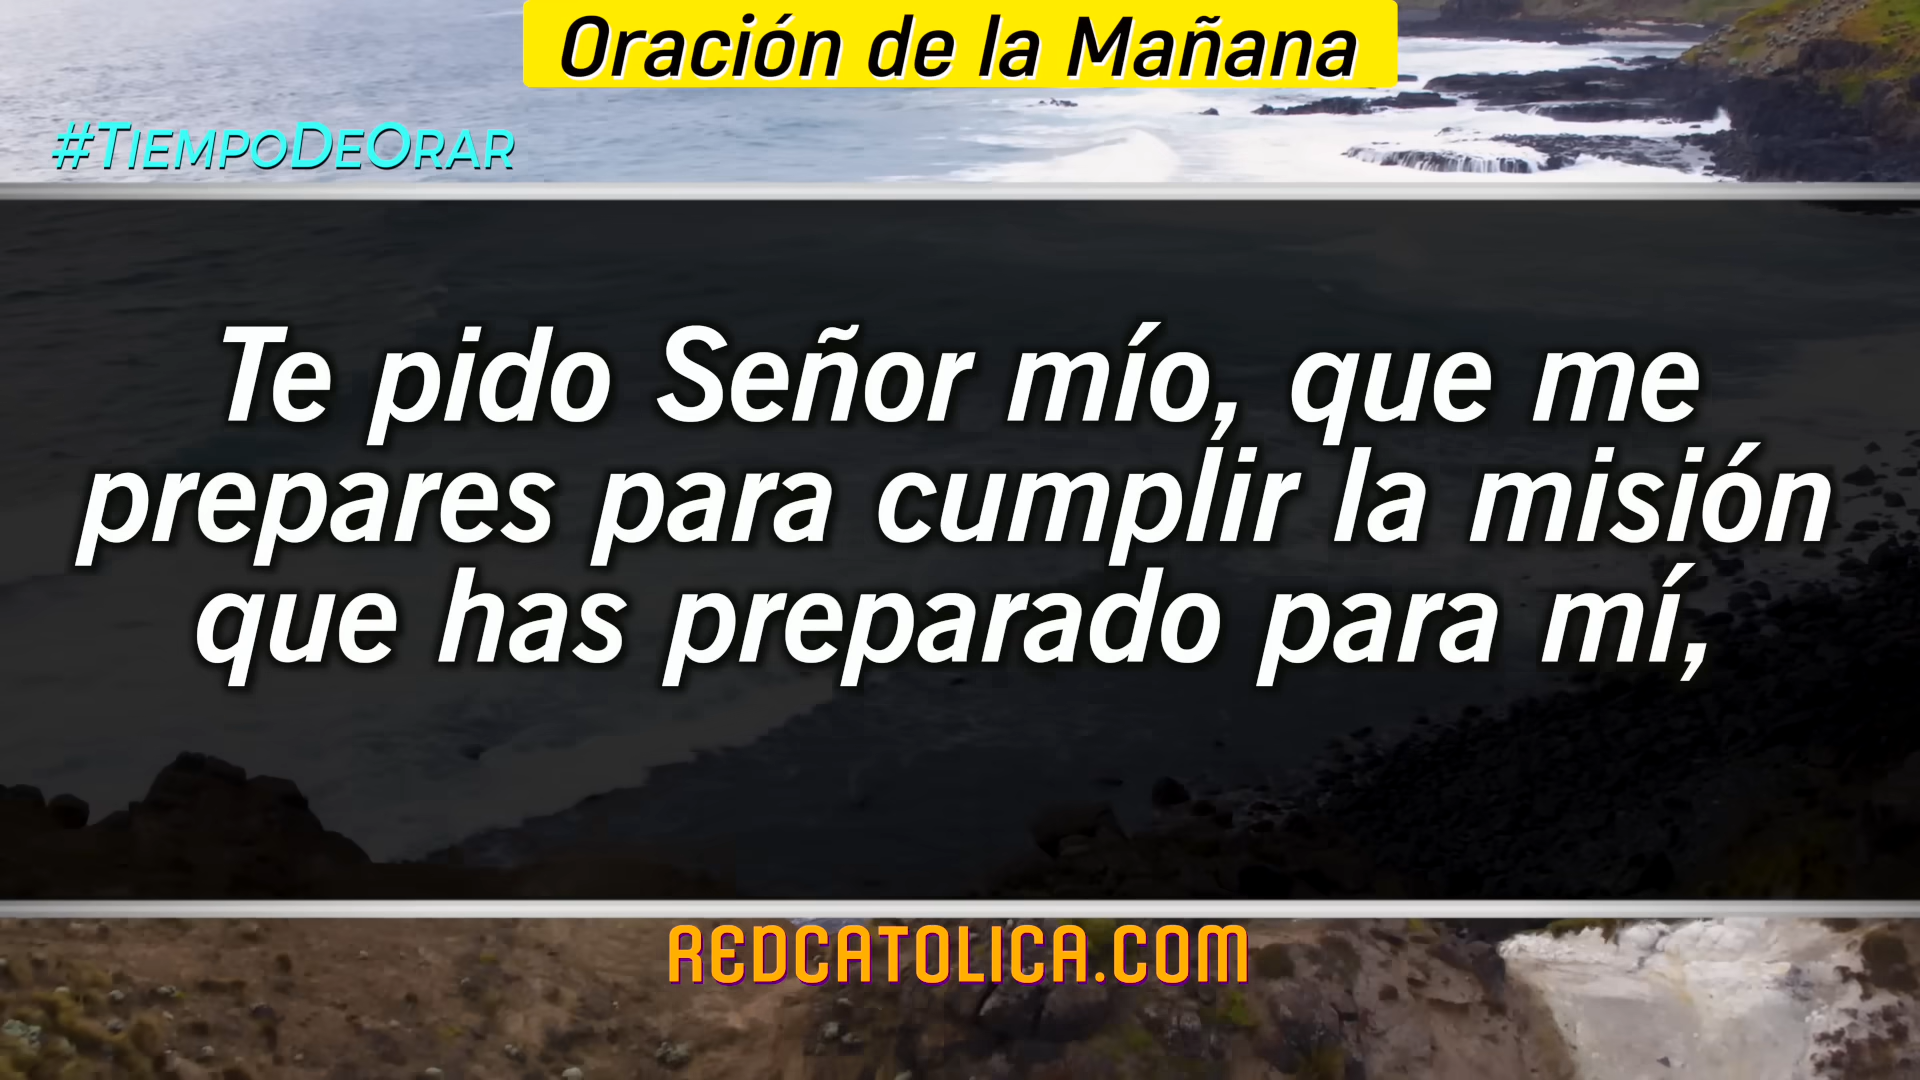 Oración de la Mañana
#TiempoDeOrar
Te pido Señor mío, que me
prepares para cumplir la misión
que has preparado para mí,
REDCATOLICA.COM